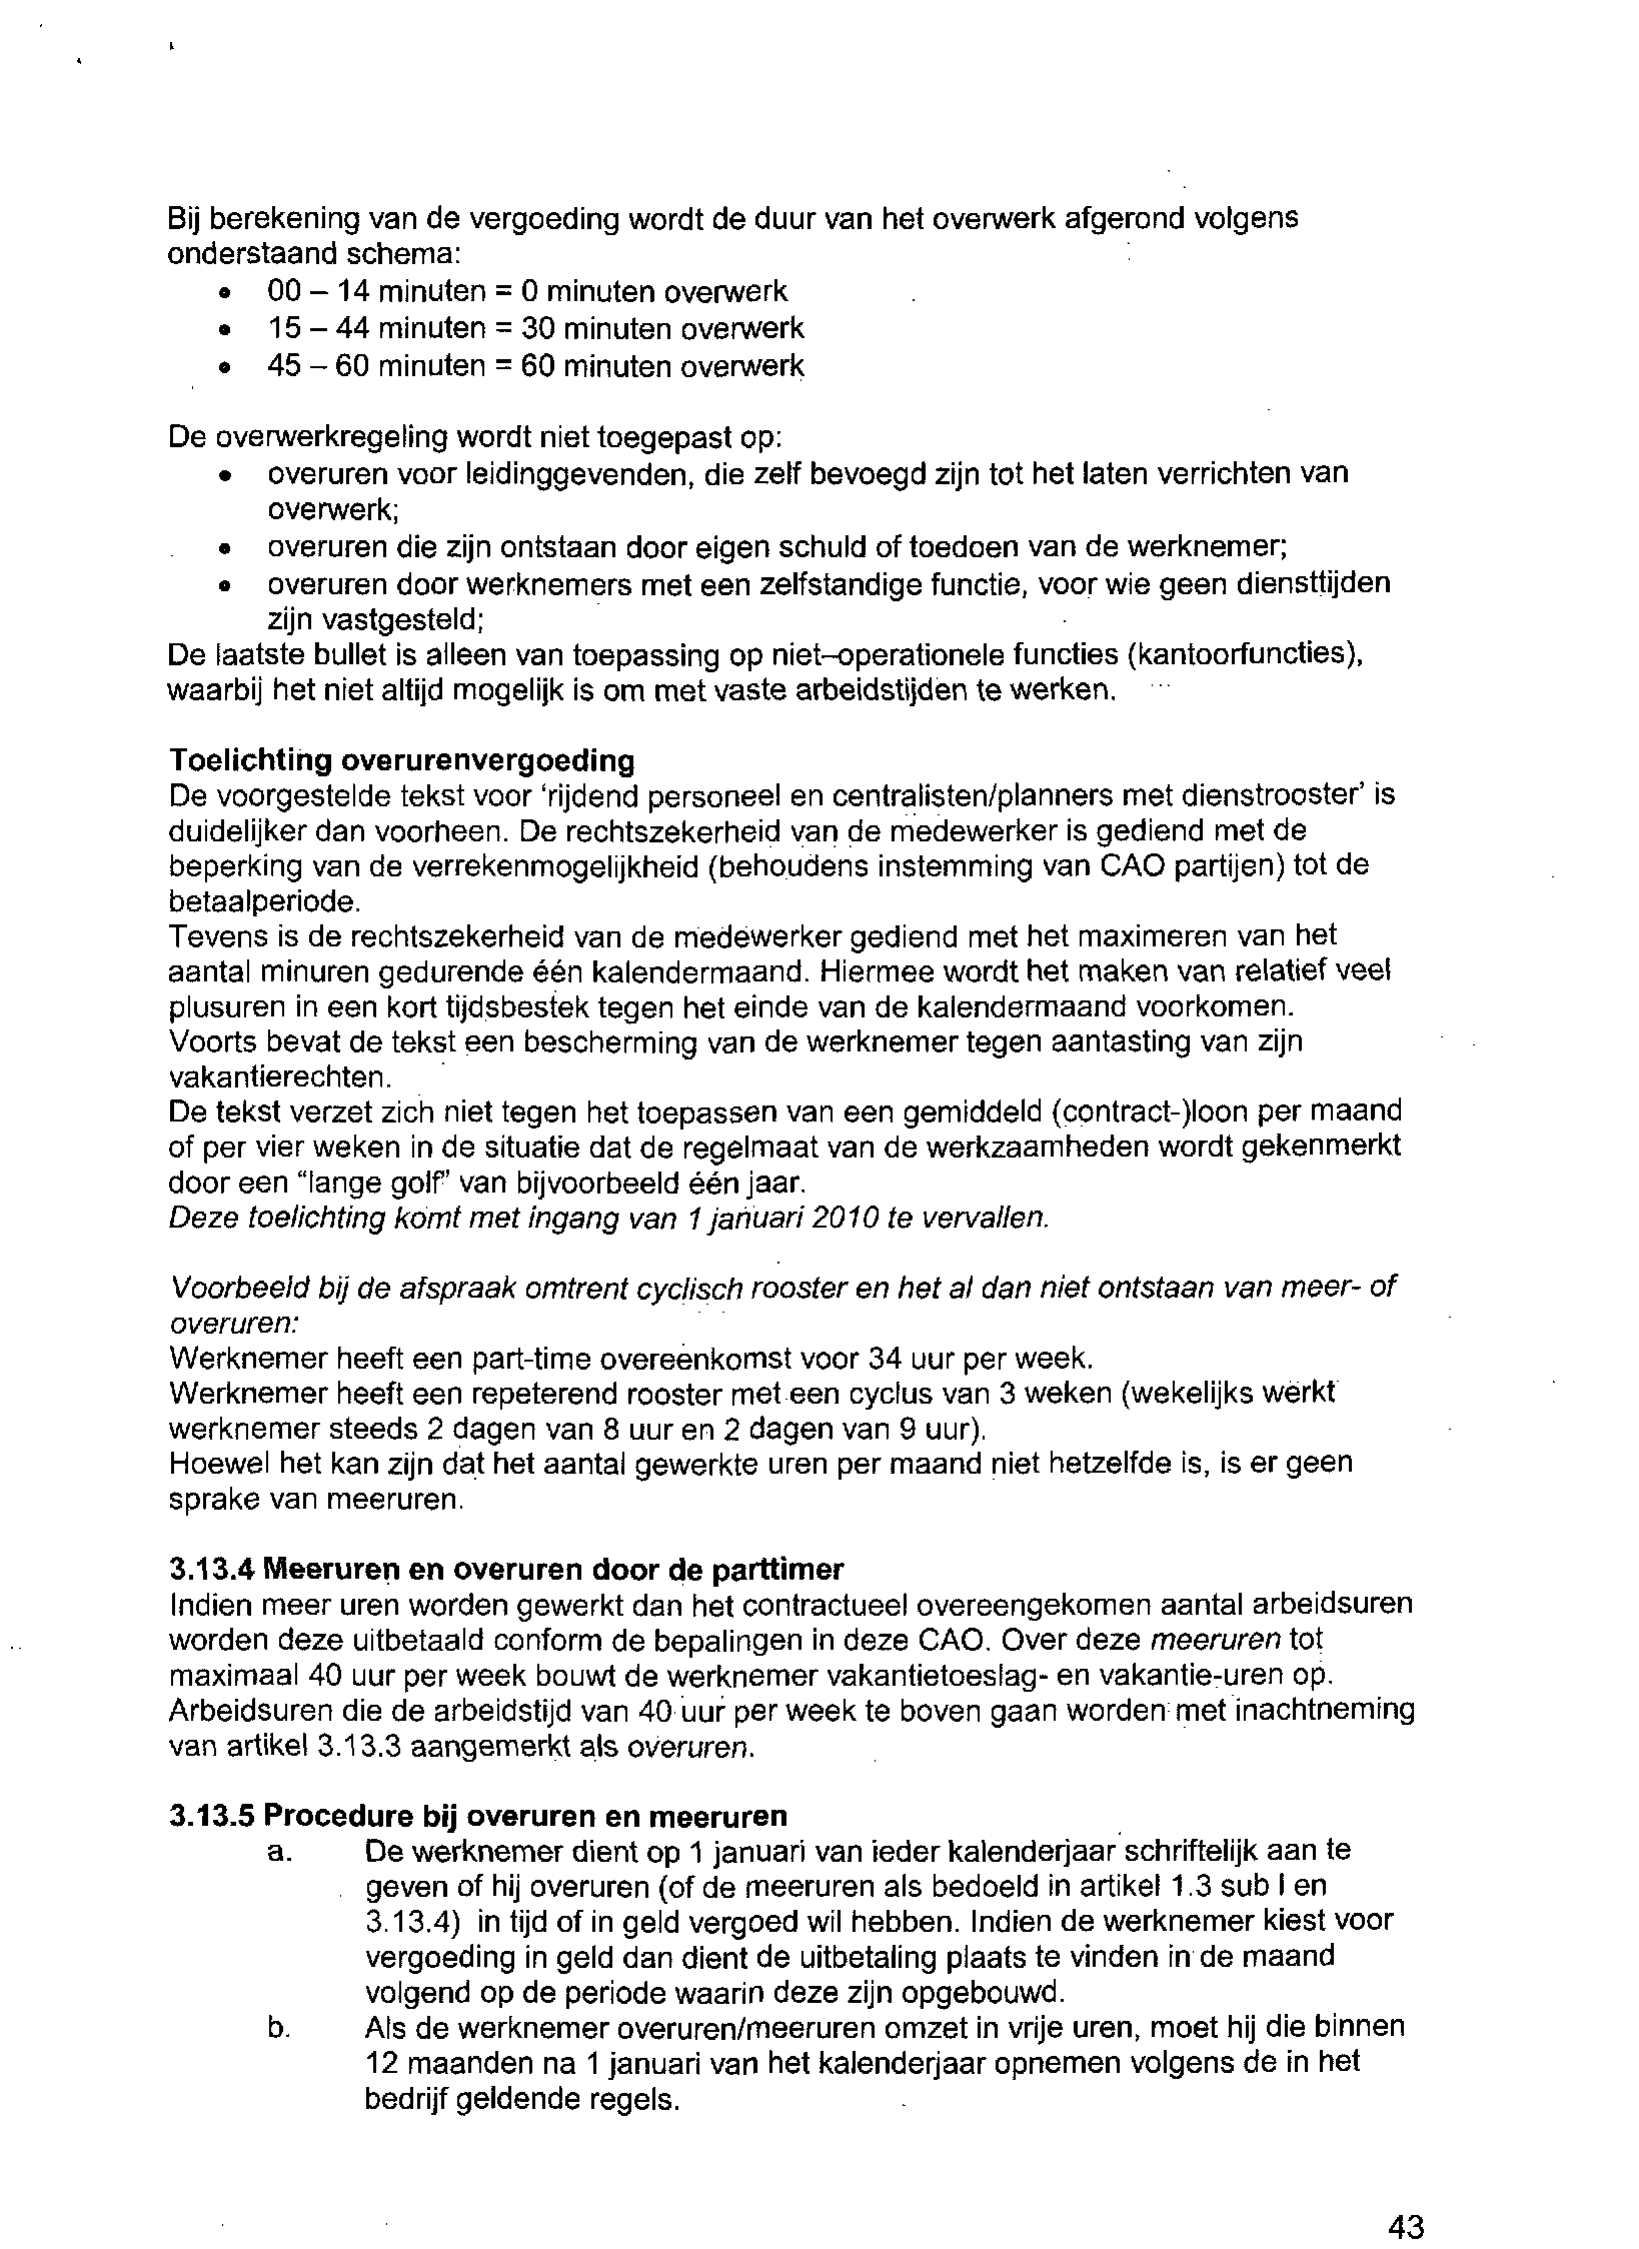 Bij berekening van de vergoeding wordt de duur van het overwerk afgerond volgens
onderstaand schema:
• 00 – 14 minuten = 0 minuten overwerk
• 15 – 44 minuten = 30 minuten overwerk
• 45 – 60 minuten = 60 minuten overwerk
De overwerkregeling wordt niet toegepast op:
• overuren voor leidinggevenden, die zelf bevoegd zijn tot het laten verrichten van
overwerk;
• overuren die zijn ontstaan door eigen schuld of toedoen van de werknemer;
• overuren door werknemers met een zelfstandige functie, voor wie geen diensttijden
zijn vastgesteld;
De laatste bullet is alleen van toepassing op niet–operationele functies (kantoorfuncties),
waarbij het niet altijd mogelijk is om met vaste arbeidstijden te werken.
Toelichting overurenvergoeding
De voorgestelde tekst voor ‘rijdend personeel en centralisten/planners met dienstrooster’ is
duidelijker dan voorheen. De rechtszekerheid van de medewerker is gediend met de
beperking van de verrekenmogelijkheid (behoudens instemming van CAO partijen) tot de
betaalperiode.
Tevens is de rechtszekerheid van de medewerker gediend met het maximeren van het
aantal minuren gedurende één kalendermaand. Hiermee wordt het maken van relatief veel
plusuren in een kort tijdsbestek tegen het einde van de kalendermaand voorkomen.
Voorts bevat de tekst een bescherming van de werknemer tegen aantasting van zijn
vakantierechten.
De tekst verzet zich niet tegen het toepassen van een gemiddeld (contract-)loon per maand
of per vier weken in de situatie dat de regelmaat van de werkzaamheden wordt gekenmerkt
door een “lange golf” van bijvoorbeeld één jaar.
Deze toelichting komt met ingang van 1 januari 2010 te vervallen.
Voorbeeld bij de afspraak omtrent cyclisch rooster en het al dan niet ontstaan van meer- of
overuren:
Werknemer heeft een part-time overeenkomst voor 34 uur per week.
Werknemer heeft een repeterend rooster met een cyclus van 3 weken (wekelijks werkt
werknemer steeds 2 dagen van 8 uur en 2 dagen van 9 uur).
Hoewel het kan zijn dat het aantal gewerkte uren per maand niet hetzelfde is, is er geen
sprake van meeruren.
3.13.4 Meeruren en overuren door de parttimer
Indien meer uren worden gewerkt dan het contractueel overeengekomen aantal arbeidsuren
worden deze uitbetaald conform de bepalingen in deze CAO. Over deze meeruren tot
maximaal 40 uur per week bouwt de werknemer vakantietoeslag- en vakantie-uren op.
Arbeidsuren die de arbeidstijd van 40 uur per week te boven gaan worden met inachtneming
van artikel 3.13.3 aangemerkt als overuren.
3.13.5 Procedure bij overuren en meeruren
a. De werknemer dient op 1 januari van ieder kalenderjaar schriftelijk aan te
geven of hij overuren (of de meeruren als bedoeld in artikel 1.3 sub l en
3.13.4) in tijd of in geld vergoed wil hebben. Indien de werknemer kiest voor
vergoeding in geld dan dient de uitbetaling plaats te vinden in de maand
volgend op de periode waarin deze zijn opgebouwd.
b. Als de werknemer overuren/meeruren omzet in vrije uren, moet hij die binnen
12 maanden na 1 januari van het kalenderjaar opnemen volgens de in het
bedrijf geldende regels.
43